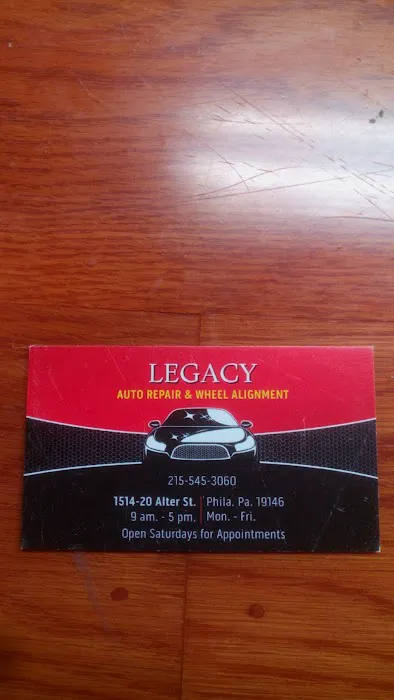 LEGACY
AUTO REPAIR & WHEEL ALIGNMENT
215-545-3060
1514-20 Alter St. Phila. Pa. 19146
9 am. - 5 pm. Mon. - Fri.
Open Saturdays for Appointments